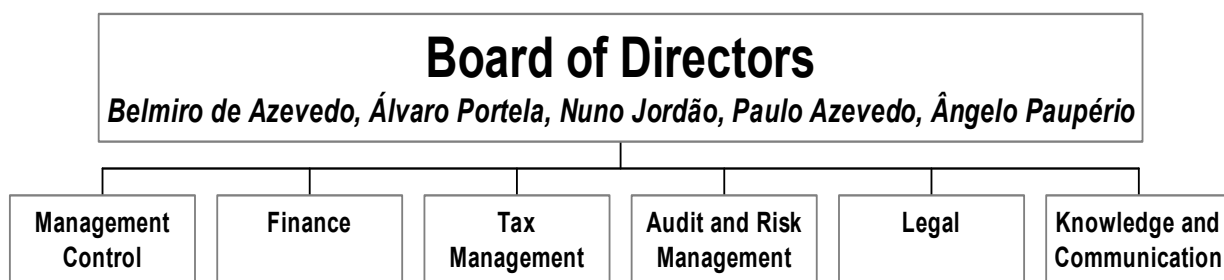 Board of Directors
Belmiro de Azevedo, Álvaro Portela, Nuno Jordão, Paulo Azevedo, Ângelo Paupério
Management
Control
Finance
Tax
Management
Audit and Risk
Management
Legal
Knowledge and
Communication